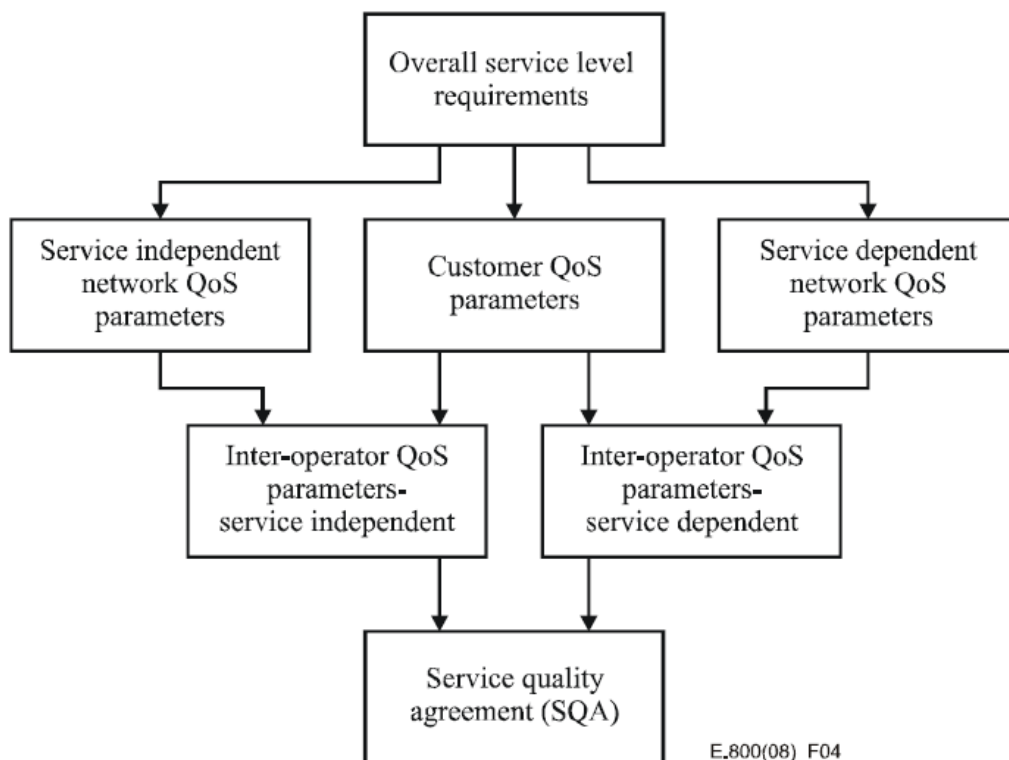 Overall service level
requirements
Service independent
network QoS
parameters
Customer QoS
parameters
Service dependent
network QoS
parameters
Inter-operator QoS
parameters-
service independent
Inter-operator QoS
parameters-
service dependent
Service quality
agreement (SQA)
E.800(08)_F04